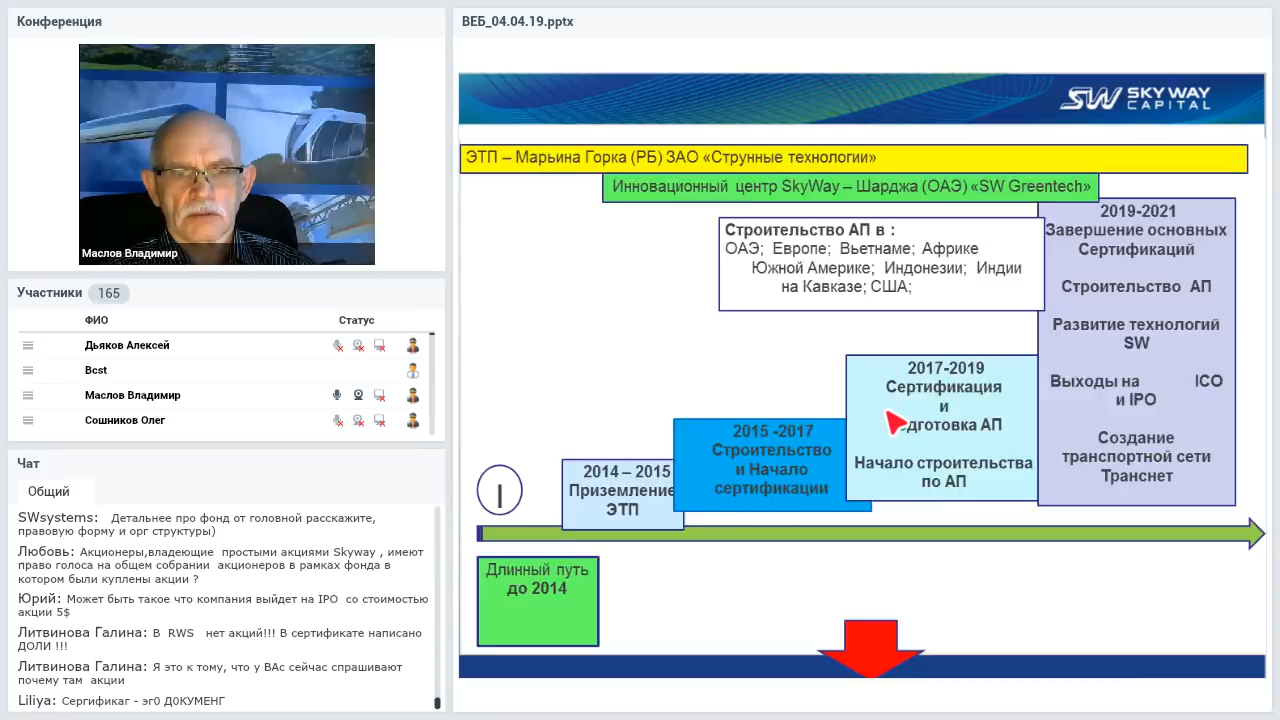 Конференция
Маслов Владимир
Участники 165
ФИО Статус
Дьяков Алексей
Bcst
Маслов Владимир
Сошников Олег
Чат
Общий
SWsystems: Детальнее про фонд от головной расскажите,
правовую форму и орг структуры)
Любовь: Акционеры,владеющие простыми акциями Skyway , имеют
право голоса на общем собрании акционеров в рамках фонда в
котором были куплены акции ?
Юрий: Может быть такое что компания выйдет на IPO со стоимостью
акции 5$
Литвинова Галина: В RWS нет акций!!! В сертификате написано
ДОЛИ !!!
Литвинова Галина: Я это к тому, что у ВАс сейчас спрашивают
почему там акции
Liliya: Сергификаг - эг0 Д0КУМЕНГ
ВЕБ_04.04.19.pptx
SW SKY WAY
CAPITAL
ЭТП – Марьина Горка (РБ) ЗАО «Струнные технологии»
Инновационный центр SkyWay – Шарджа (ОАЭ) «SW Greentech»
Строительство АП в :
ОАЭ; Европе; Вьетнаме; Африке
Южной Америке; Индонезии; Индии
на Кавказе; США;
2019-2021
Завершение основных
Сертификаций
Строительство АП
Развитие технологий
SW
Выходы на ICO
и IPO
Создание
транспортной сети
Транснет
2017-2019
Сертификация
и
одготовка АП
Начало строительства
по АП
2015 -2017
Строительство
и Начало
сертификации
2014 – 2015
Приземление
ЭТП
|
Длинный путь
до 2014